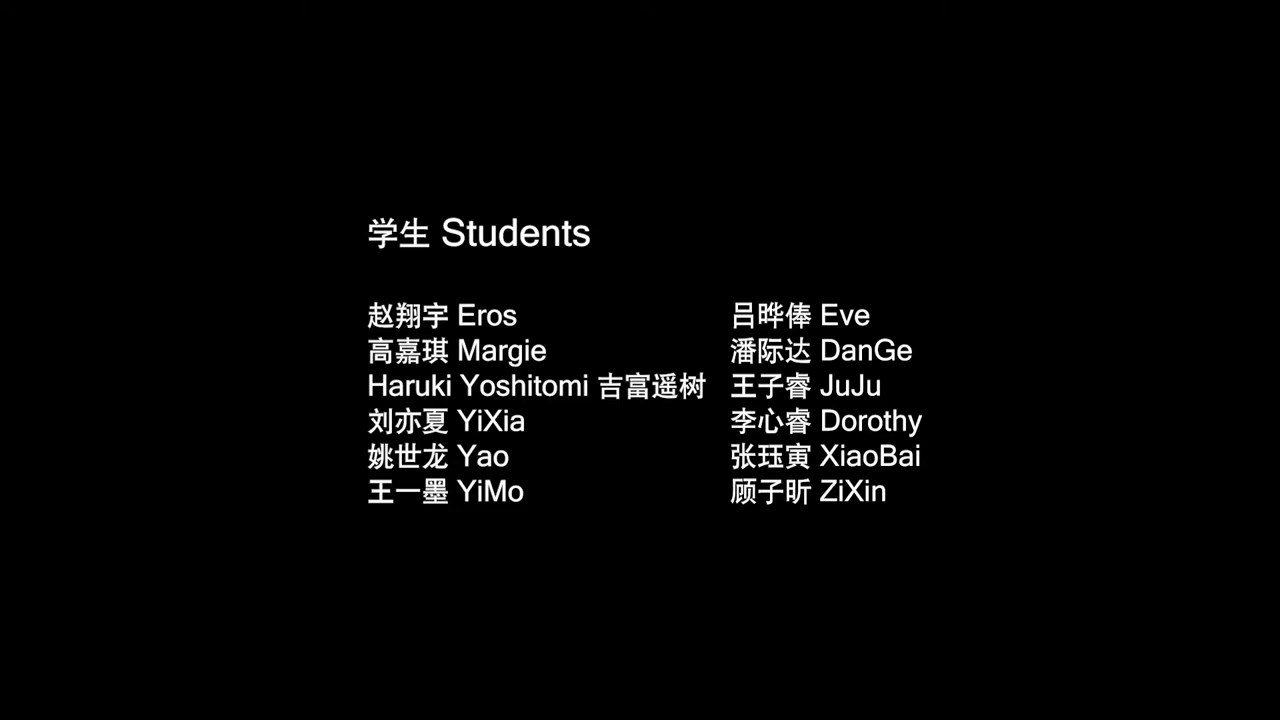 学生 Students
赵翔宇 Eros
高嘉琪 Margie
Haruki Yoshitomi 吉富遥树
刘亦夏 YiXia
姚世龙 Yao
王一墨 YiMo
吕晔俸 Eve
潘际达 DanGe
王子睿 JuJu
李心睿 Dorothy
张珏寅 XiaoBai
顾子昕 ZiXin